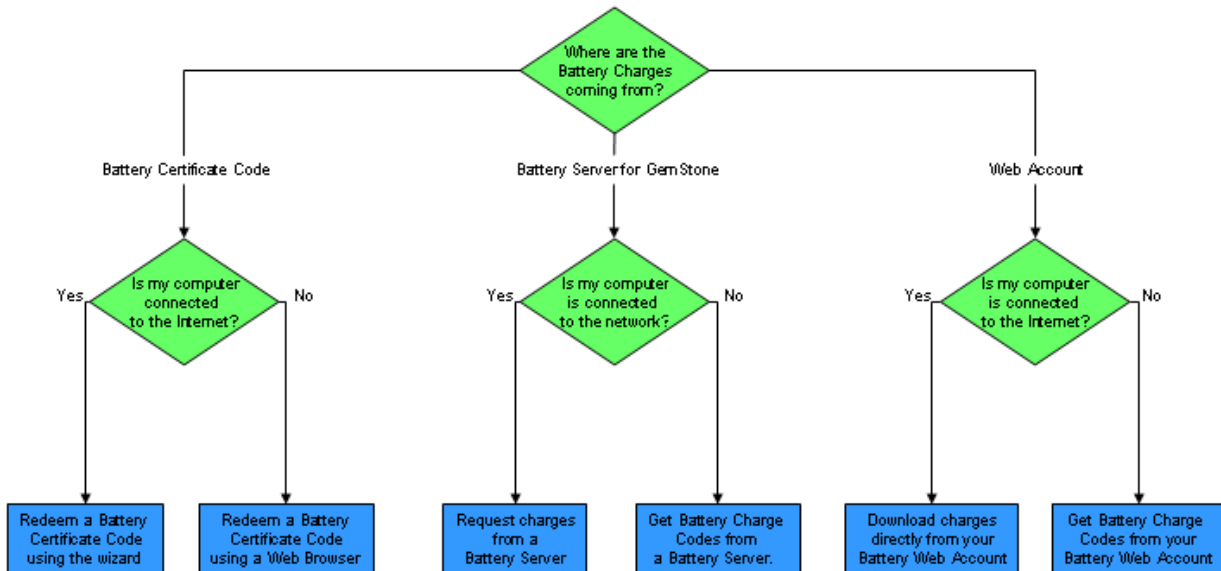 Where are the
Battery Charges
coming from?
Battery Certificate Code
Battery Server for GemStone
Web Account
Yes
Is my computer
connected
to the Internet?
No
Yes
Is my computer
is connected
to the network?
No
Yes
Is my computer
is connected
to the Internet?
No
Redeem a Battery
Certificate Code
using the wizard
Redeem a Battery
Certificate Code
using a Web Browser
Request charges
from a
Battery Server
Get Battery Charge
Codes from
a Battery Server.
Download charges
directly from your
Battery Web Account
Get Battery Charge
Codes from your
Battery Web Account